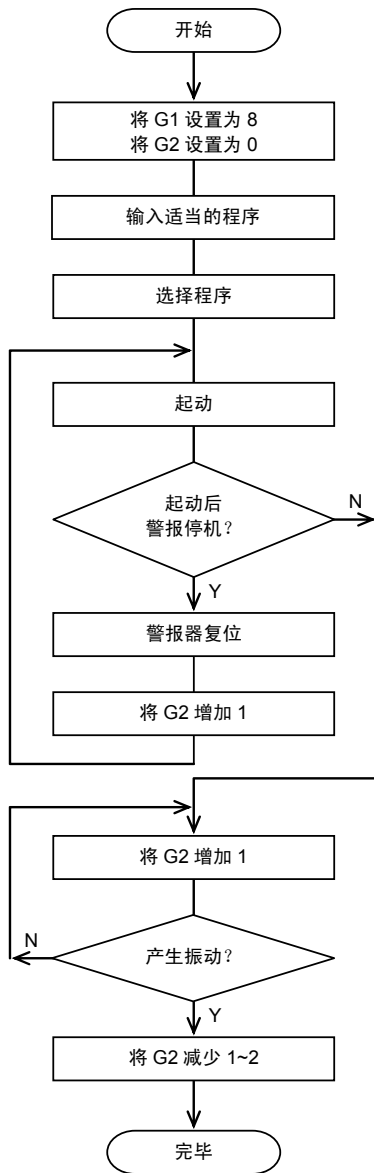 开始
将 G1 设置为 8
将 G2 设置为 0
输入适当的程序
选择程序
起动
起动后
警报停机？
N
Y
警报器复位
将 G2 增加 1
将 G2 增加 1
N
产生振动？
Y
将 G2 减少 1~2
完毕